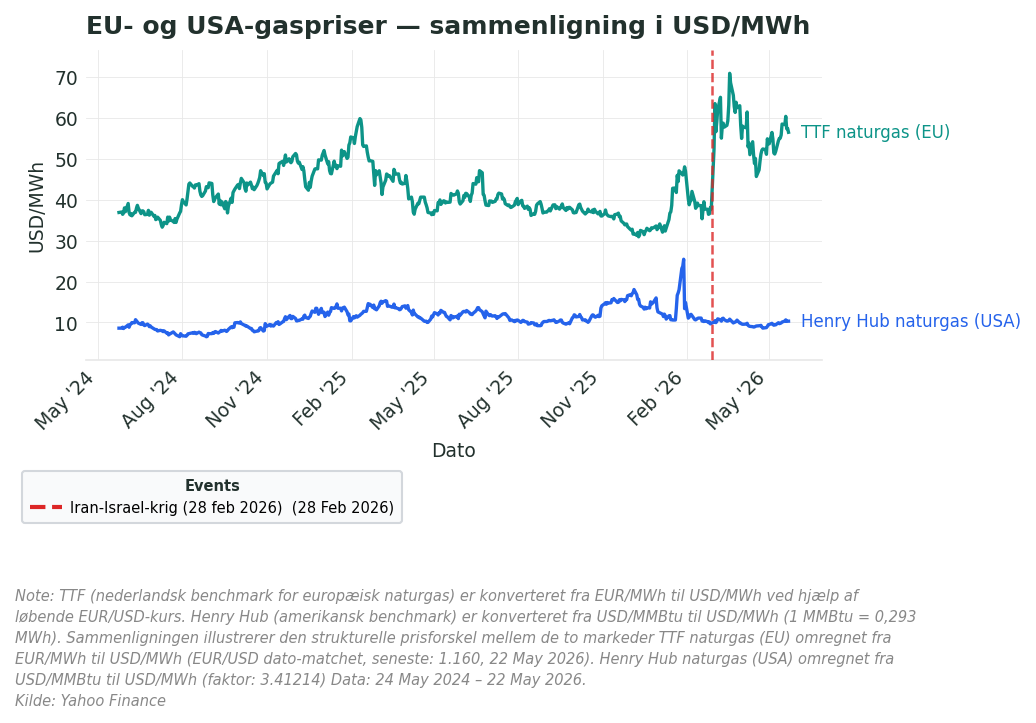 EU- og USA-gaspriser — sammenligning i USD/MWh
USD/MWh
70
60
50
40
30
20
10
TTF naturgas (EU)
Henry Hub naturgas (USA)
May '24
Aug '24
Nov '24
Feb '25
May '25
Aug '25
Nov '25
Feb '26
May '26
Dato
Events
Iran-Israel-krig (28 feb 2026)  (28 Feb 2026)
Note: TTF (nederlandsk benchmark for europæisk naturgas) er konverteret fra EUR/MWh til USD/MWh ved hjælp af
løbende EUR/USD-kurs. Henry Hub (amerikansk benchmark) er konverteret fra USD/MMBtu til USD/MWh (1 MMBtu = 0,293
MWh). Sammenligningen illustrerer den strukturelle prisforskel mellem de to markeder TTF naturgas (EU) omregnet fra
EUR/MWh til USD/MWh (EUR/USD dato-matchet, seneste: 1.160, 22 May 2026). Henry Hub naturgas (USA) omregnet fra
USD/MMBtu til USD/MWh (faktor: 3.41214) Data: 24 May 2024 – 22 May 2026.
Kilde: Yahoo Finance